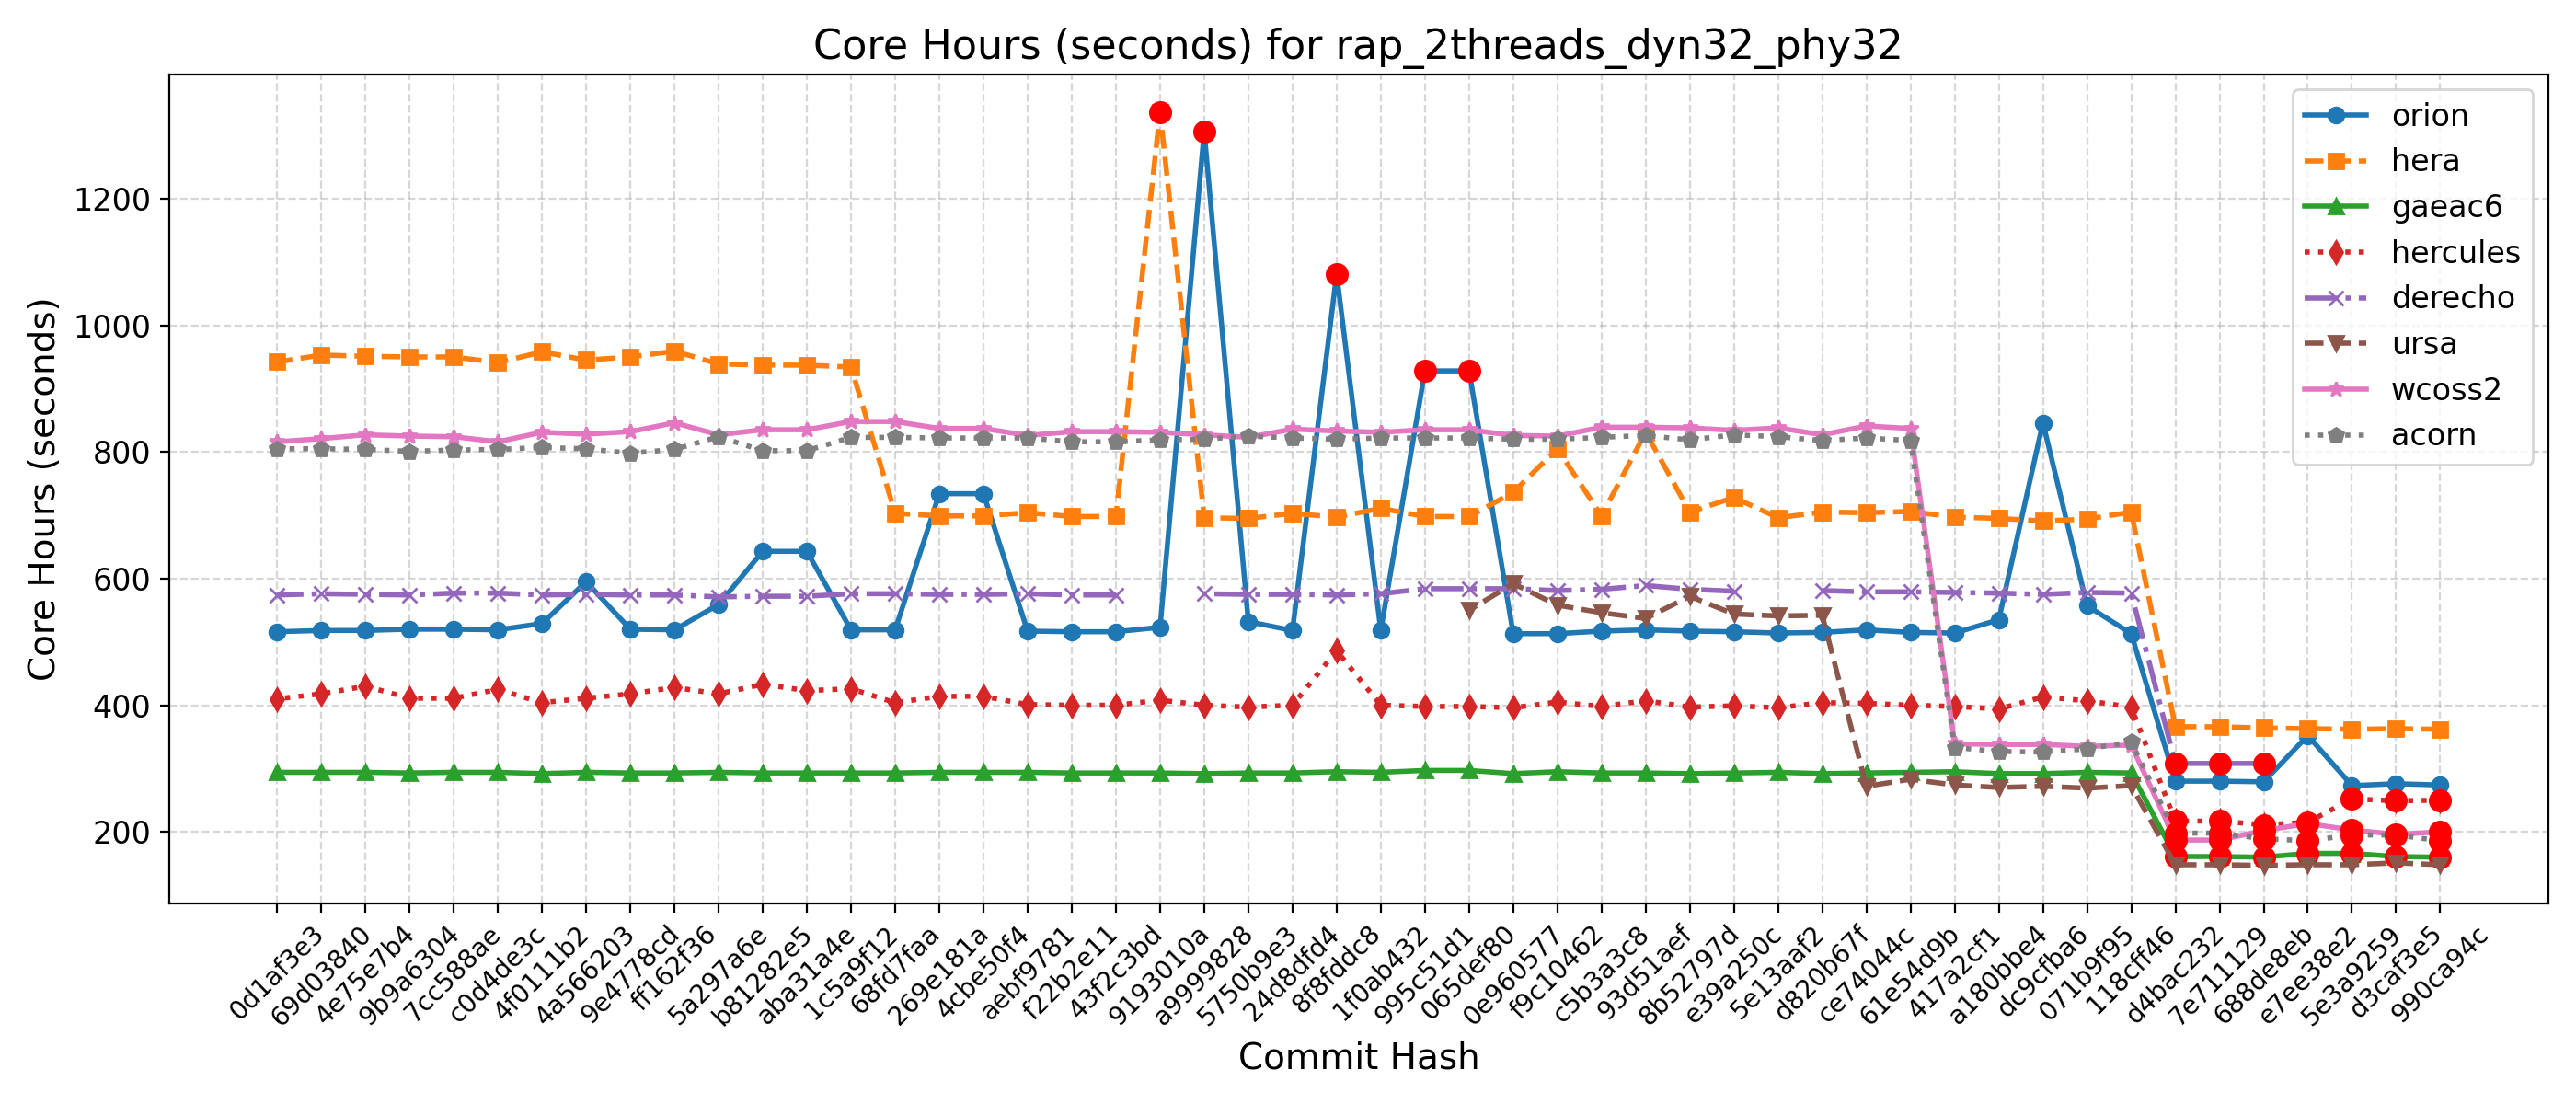 Core Hours (seconds) for rap_2threads_dyn32_phy32
Core Hours (seconds)
1200
1000
800
600
400
200
orion
hera
gaeac6
hercules
derecho
ursa
wcoss2
acorn
0d1af3e3
69d03840
4e75e7b4
9b9a6304
7cc588ae
c0d4de3c
4f0111b2
4a566203
9e4778cd
ff162f36
5a297a6e
b81282e5
aba31a4e
1c5a9f12
68fd7faa
269e181a
4cbe50f4
aebf9781
f22b2e11
43f2c3bd
9193010a
a9999828
5750b9e3
24d8dfd4
8f8fddc8
1f0ab432
995c51d1
065def80
0e960577
f9c10462
c5b3a3c8
93d51aef
8b52797d
e39a250c
5e13aaf2
d820b67f
ce74044c
61e54d9b
417a2cf1
a180bbe4
dc9cfba6
071b9f95
118cff46
d4bac232
7e711129
688de8eb
e7ee38e2
5e3a9259
d3caf3e5
990ca94c
Commit Hash